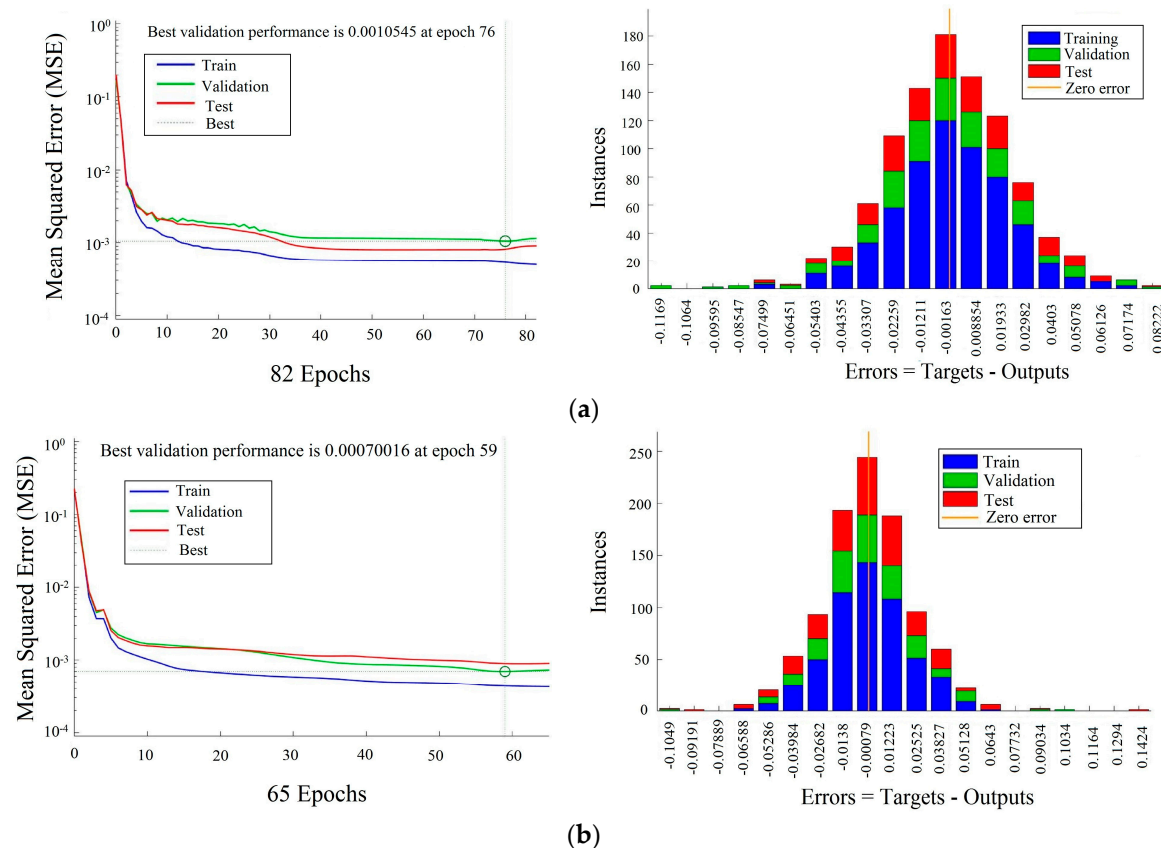 Best validation performance is 0.0010545 at epoch 76
Mean Squared Error (MSE)
10^0
10^-1
10^-2
10^-3
10^-4
Train
Validation
Test
Best
0 10 20 30 40 50 60 70 80
82 Epochs
Instances
180
160
140
120
100
80
60
40
20
0
Training
Validation
Test
Zero error
-0.1169 -0.1064 -0.09595 -0.08547 -0.07499 -0.06451 -0.05403 -0.04355 -0.03307 -0.02259 -0.01211 -0.00163 0.008854 0.01933 0.02982 0.0403 0.05078 0.06126 0.07174 0.08222
Errors = Targets - Outputs
(a)
Best validation performance is 0.00070016 at epoch 59
Mean Squared Error (MSE)
10^0
10^-1
10^-2
10^-3
10^-4
Train
Validation
Test
Best
0 10 20 30 40 50 60
65 Epochs
Instances
250
200
150
100
50
0
Train
Validation
Test
Zero error
-0.1049 -0.09191 -0.07889 -0.06588 -0.05286 -0.03984 -0.02682 -0.0138 -0.00079 0.01223 0.02525 0.03827 0.05128 0.0643 0.07732 0.09034 0.1034 0.1164 0.1294 0.1424
Errors = Targets - Outputs
(b)